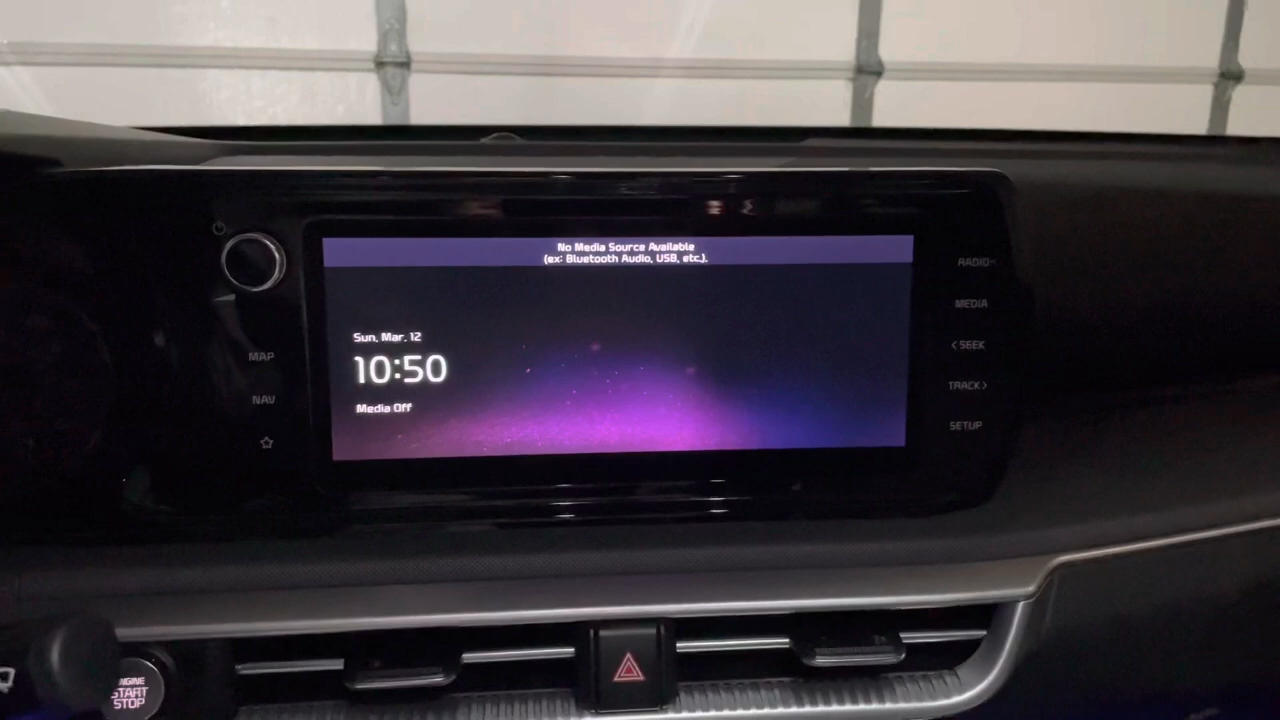 No Media Source Available
(ex: Bluetooth Audio, USB, etc.).
Sun, Mar. 12
10:50
Media Off
MAP
NAV
RADIO
MEDIA
< SEEK
TRACK >
SETUP
ENGINE
START
STOP